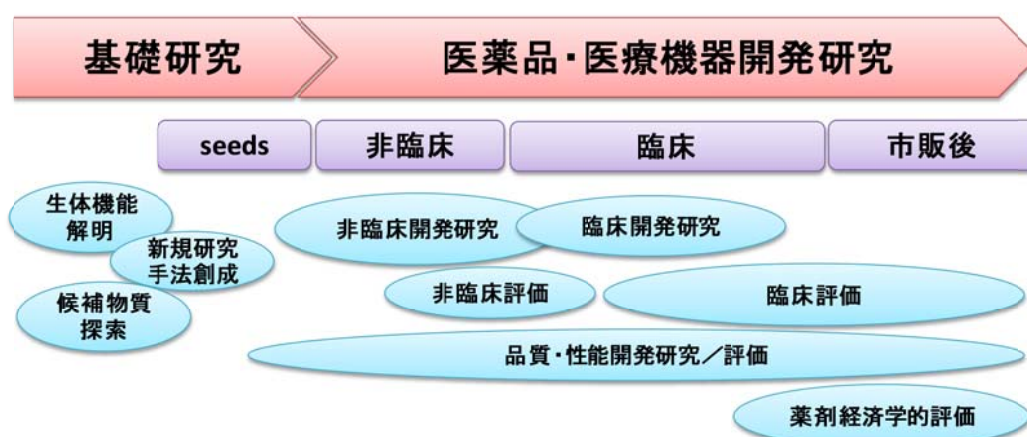 基礎研究
医薬品・医療機器開発研究
seeds
非臨床
臨床
市販後
生体機能
解明
新規研究
手法創成
候補物質
探索
非臨床開発研究
臨床開発研究
非臨床評価
臨床評価
品質・性能開発研究／評価
薬剤経済学的評価